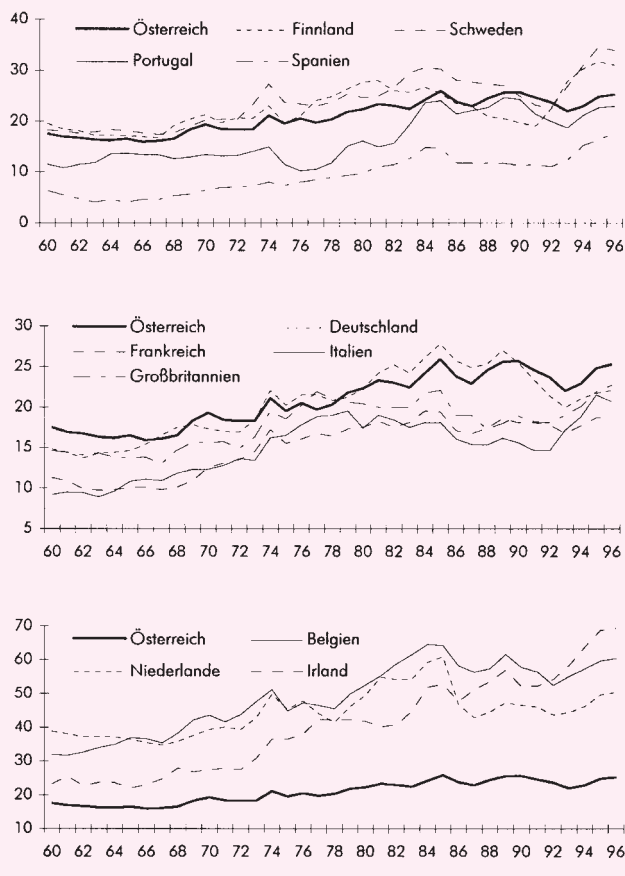 40
Österreich Finnland Schweden
Portugal Spanien
30
20
10
0
60 62 64 66 68 70 72 74 76 78 80 82 84 86 88 90 92 94 96
30
Österreich Deutschland
Frankreich Italien
25
Großbritannien
20
15
10
5
60 62 64 66 68 70 72 74 76 78 80 82 84 86 88 90 92 94 96
70
Österreich Belgien
60
Niederlande Irland
50
40
30
20
10
60 62 64 66 68 70 72 74 76 78 80 82 84 86 88 90 92 94 96